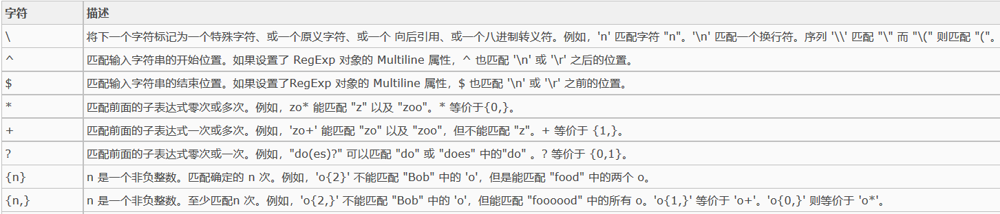 字符 描述
\ 将下一个字符标记为一个特殊字符、或一个原义字符、或一个 向后引用、或一个八进制转义符。例如，'n' 匹配字符 "n"。'\n' 匹配一个换行符。序列 '\\' 匹配 "\" 而 "\(" 则匹配 "("。
^ 匹配输入字符串的开始位置。如果设置了 RegExp 对象的 Multiline 属性，^ 也匹配 '\n' 或 '\r' 之后的位置。
$ 匹配输入字符串的结束位置。如果设置了RegExp 对象的 Multiline 属性，$ 也匹配 '\n' 或 '\r' 之前的位置。
* 匹配前面的子表达式零次或多次。例如，zo* 能匹配 "z" 以及 "zoo"。* 等价于{0,}。
+ 匹配前面的子表达式一次或多次。例如，'zo+' 能匹配 "zo" 以及 "zoo"，但不能匹配 "z"。+ 等价于 {1,}。
? 匹配前面的子表达式零次或一次。例如，"do(es)?" 可以匹配 "do" 或 "does" 中的"do" 。? 等价于 {0,1}。
{n} n 是一个非负整数。匹配确定的 n 次。例如，'o{2}' 不能匹配 "Bob" 中的 'o'，但是能匹配 "food" 中的两个 o。
{n,} n 是一个非负整数。至少匹配n 次。例如，'o{2,}' 不能匹配 "Bob" 中的 'o'，但能匹配 "foooood" 中的所有 o。'o{1,}' 等价于 'o+'。'o{0,}' 则等价于 'o*'。